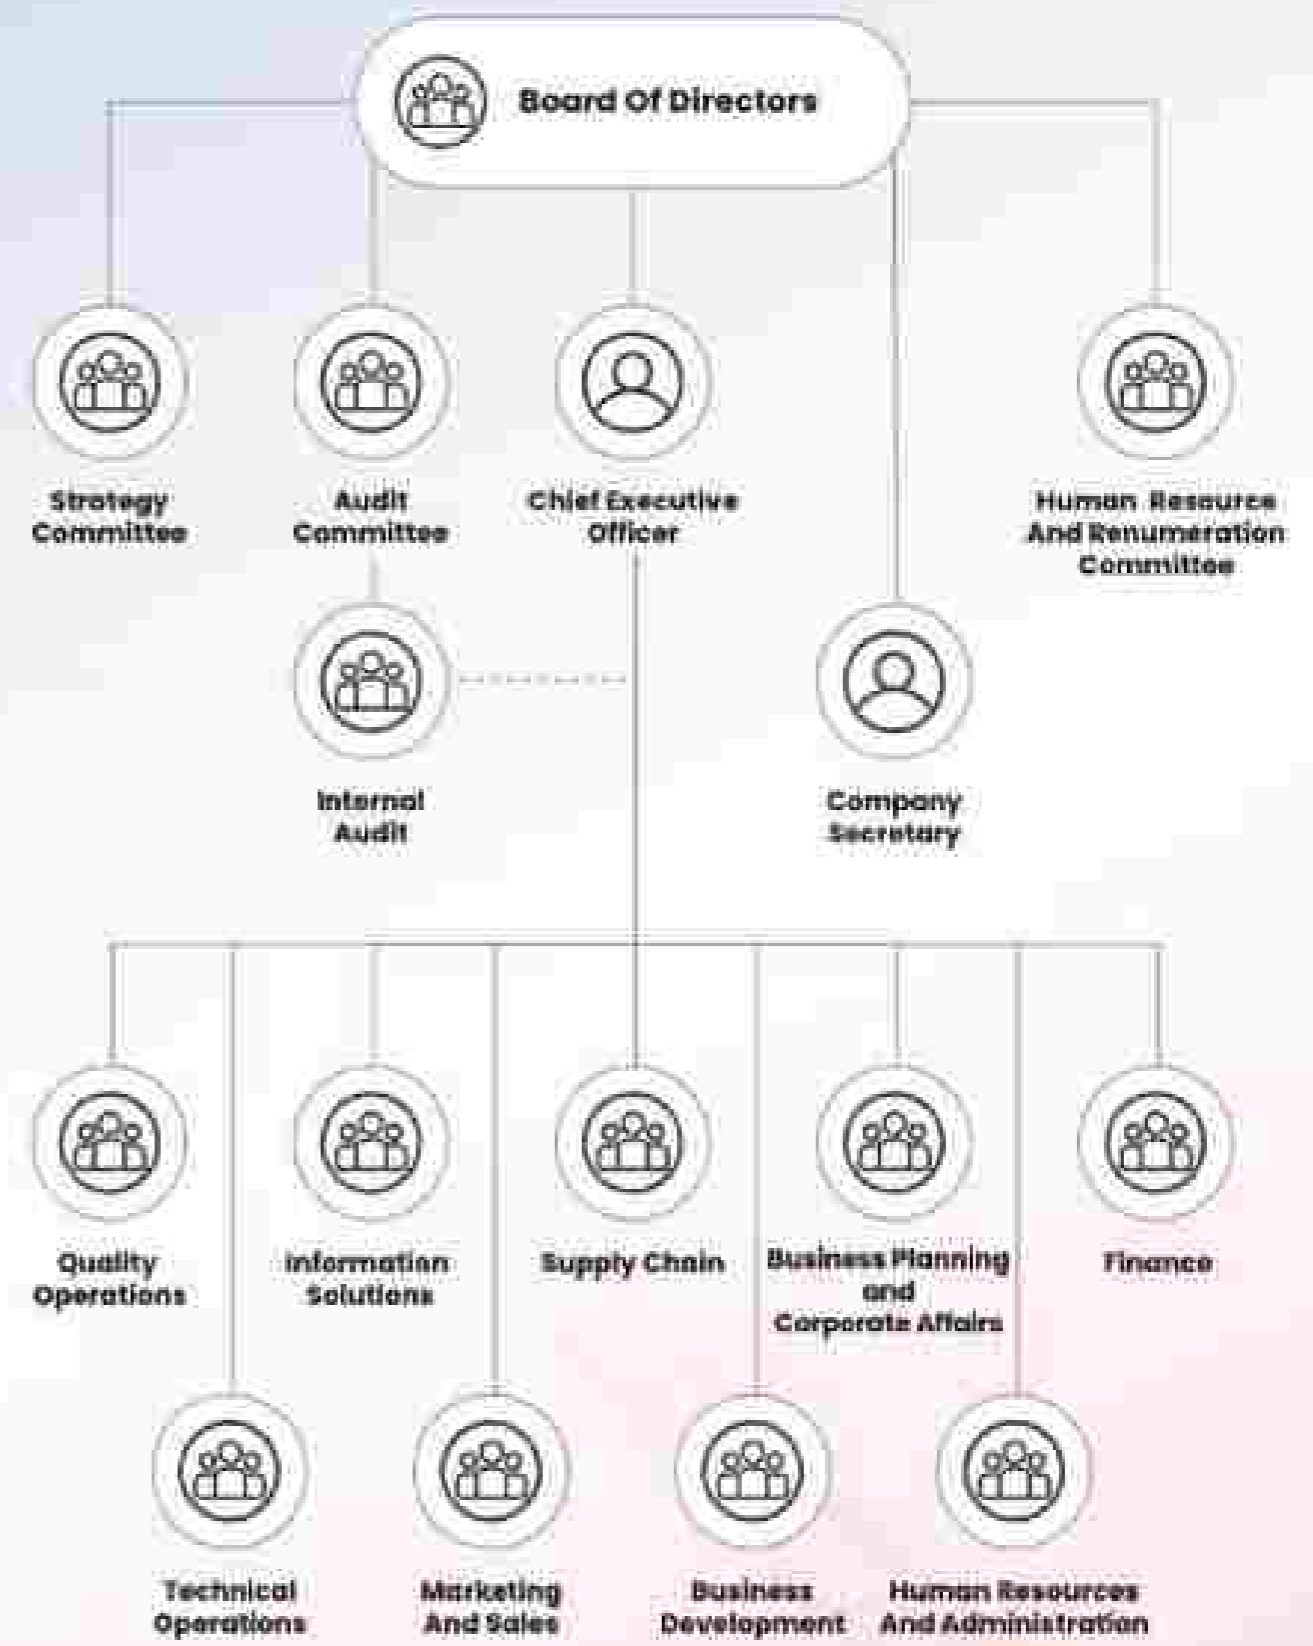 Board Of Directors
Strategy
Committee
Audit
Committee
Chief Executive
Officer
Human Resource
And Renumeration
Committee
Internal
Audit
Company
Secretary
Quality
Operations
Information
Solutions
Supply Chain
Business Planning
and
Corporate Affairs
Finance
Technical
Operations
Marketing
And Sales
Business
Development
Human Resources
And Administration